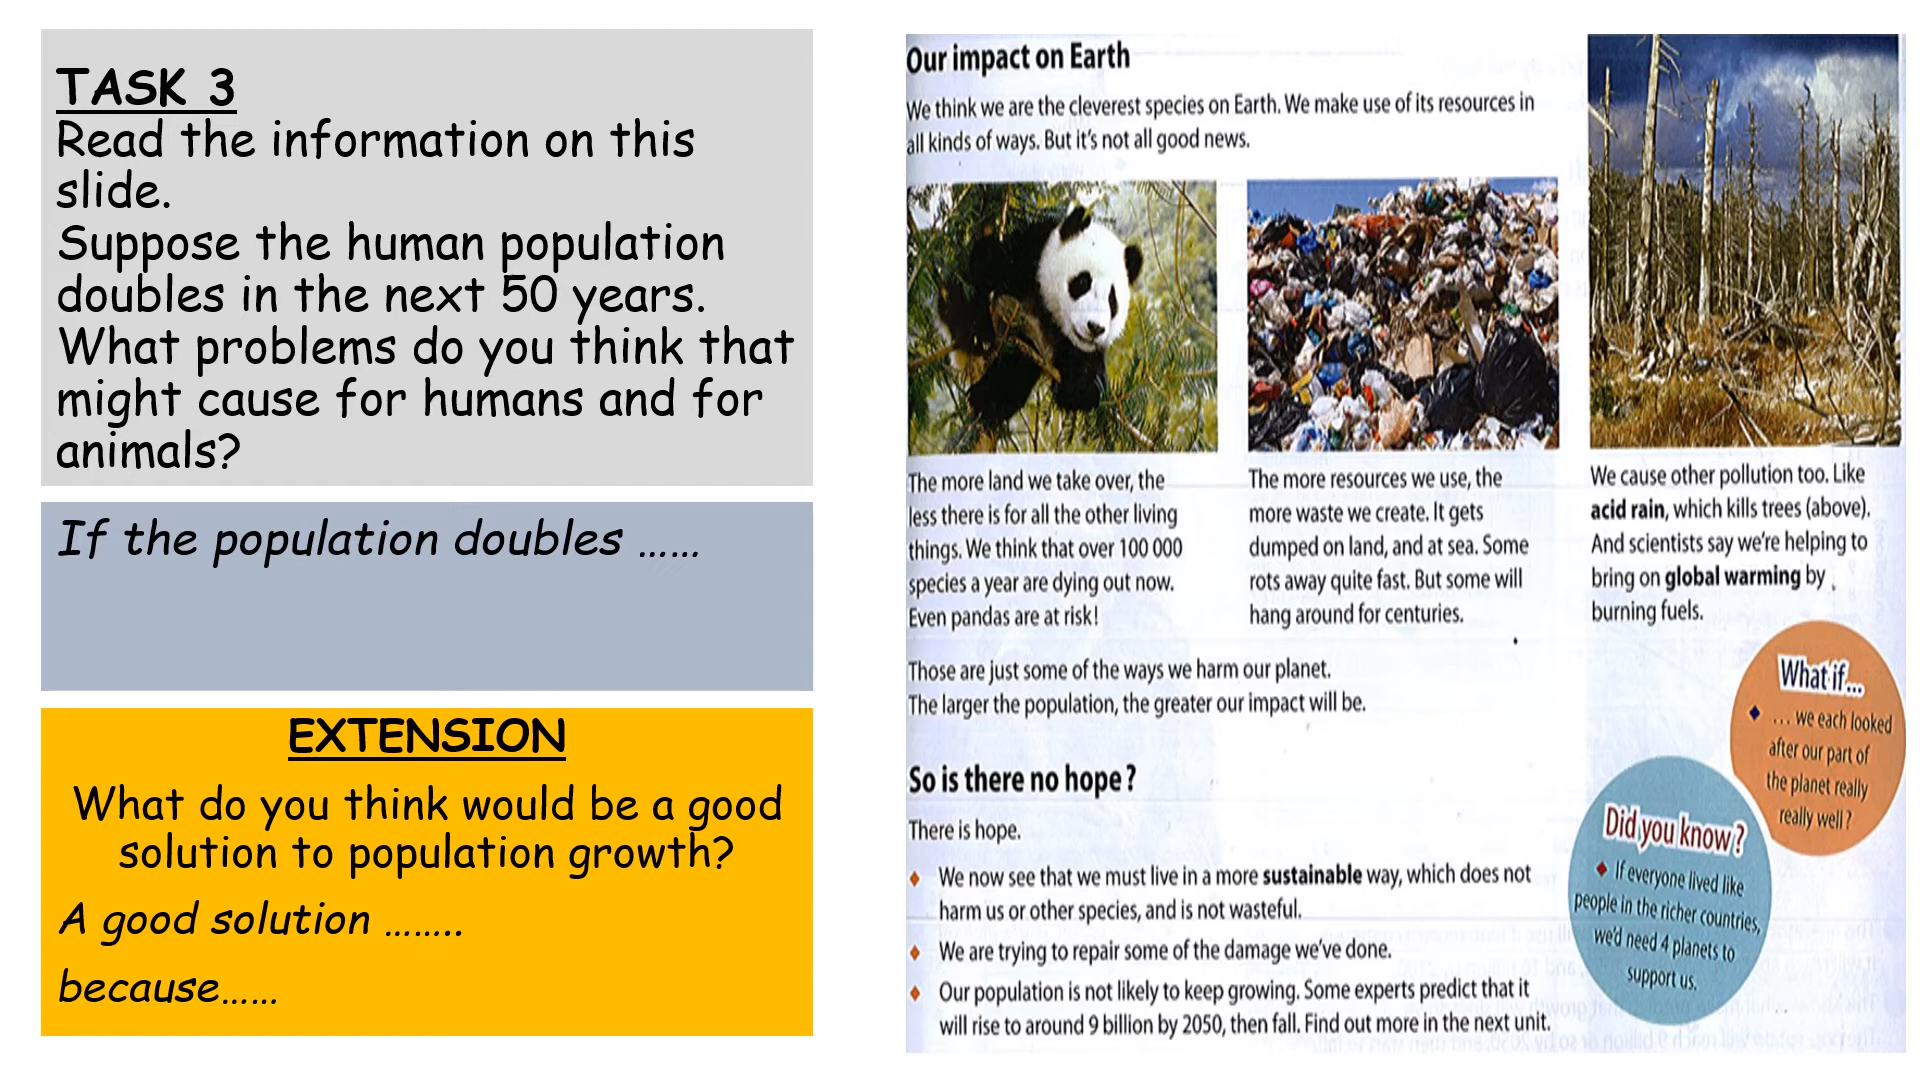 TASK 3
Read the information on this
slide.
Suppose the human population
doubles in the next 50 years.
What problems do you think that
might cause for humans and for
animals?
If the population doubles ……
EXTENSION
What do you think would be a good
solution to population growth?
A good solution ……..
because……
Our impact on Earth
We think we are the cleverest species on Earth. We make use of its resources in
all kinds of ways. But it's not all good news.
The more land we take over, the
less there is for all the other living
things. We think that over 100 000
species a year are dying out now.
Even pandas are at risk!
The more resources we use, the
more waste we create. It gets
dumped on land, and at sea. Some
rots away quite fast. But some will
hang around for centuries.
We cause other pollution too. Like
acid rain, which kills trees (above).
And scientists say we're helping to
bring on global warming by
burning fuels.
Those are just some of the ways we harm our planet.
The larger the population, the greater our impact will be.
What if...
... we each looked
after our part of
the planet really
really well?
So is there no hope?
There is hope.
We now see that we must live in a more sustainable way, which does not
harm us or other species, and is not wasteful.
We are trying to repair some of the damage we've done.
Our population is not likely to keep growing. Some experts predict that it
will rise to around 9 billion by 2050, then fall. Find out more in the next unit.
Did you know?
If everyone lived like
people in the richer countries,
we'd need 4 planets to
support us.